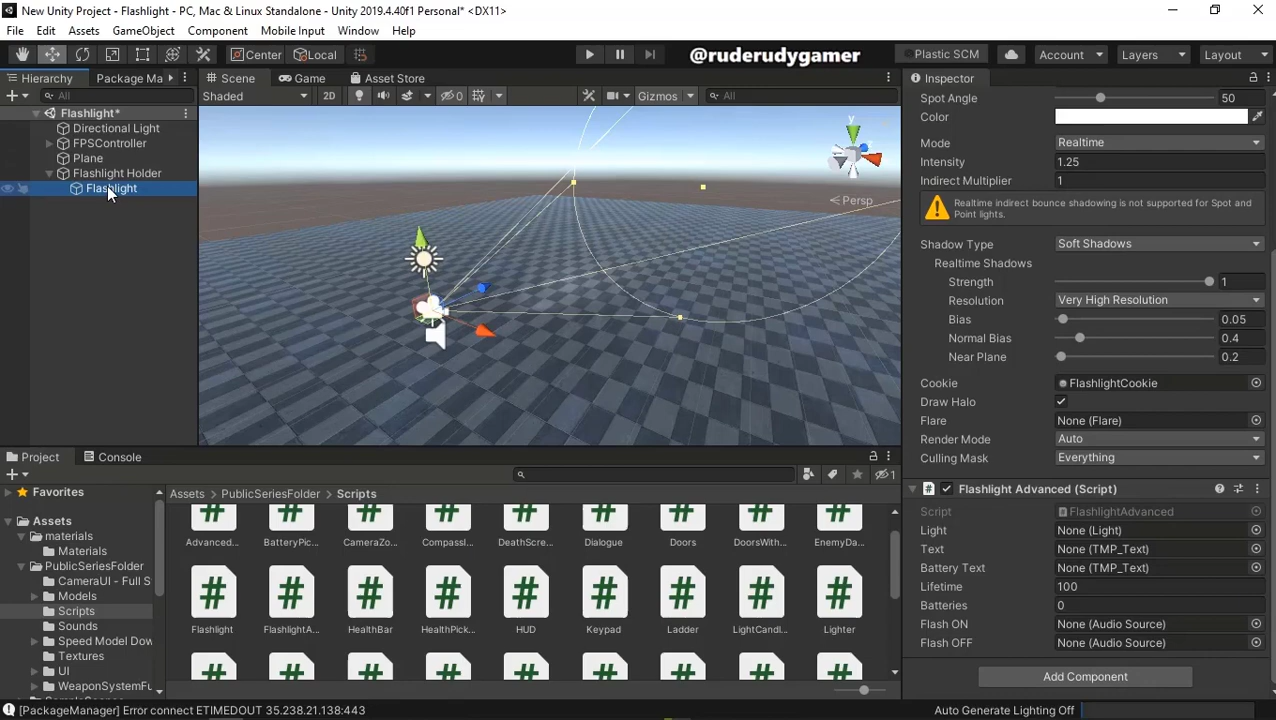 New Unity Project - Flashlight - PC, Mac & Linux Standalone - Unity 2019.4.40f1 Personal* <DX11>
File Edit Assets GameObject Component Mobile Input Window Help
Center Local @ruderudygamer Plastic SCM Account Layers Layout
Hierarchy Package Ma Scene Game Asset Store Inspector
All Shaded 2D 0 Gizmos All
Spot Angle 50
Flashlight*
Color
Directional Light
FPSController
Mode Realtime
Plane
Intensity 1.25
Flashlight Holder
Indirect Multiplier 1
Flashlight
y
Persp
Realtime indirect bounce shadowing is not supported for Spot and
Point lights.
Shadow Type Soft Shadows
Realtime Shadows
Strength 1
Resolution Very High Resolution
Bias 0.05
Normal Bias 0.4
Near Plane 0.2
Cookie FlashlightCookie
Draw Halo
Flare None (Flare)
Render Mode Auto
Culling Mask Everything
Project Console
1
Favorites
Assets
materials
Materials
PublicSeriesFolder
CameraUI - Full S
Models
Scripts
Sounds
Speed Model Dow
Textures
UI
WeaponSystemFu
Assets PublicSeriesFolder Scripts
Advanced... BatteryPic... CameraZo... CompassI... DeathScre... Dialogue Doors DoorsWith... EnemyDa...
# # # # # # # # #
Flashlight FlashlightA... HealthBar HealthPick... HUD Keypad Ladder LightCandl... Lighter
# Flashlight Advanced (Script)
Script FlashlightAdvanced
Light None (Light)
Text None (TMP_Text)
Battery Text None (TMP_Text)
Lifetime 100
Batteries 0
Flash ON None (Audio Source)
Flash OFF None (Audio Source)
Add Component
[PackageManager] Error connect ETIMEDOUT 35.238.21.138:443
Auto Generate Lighting Off